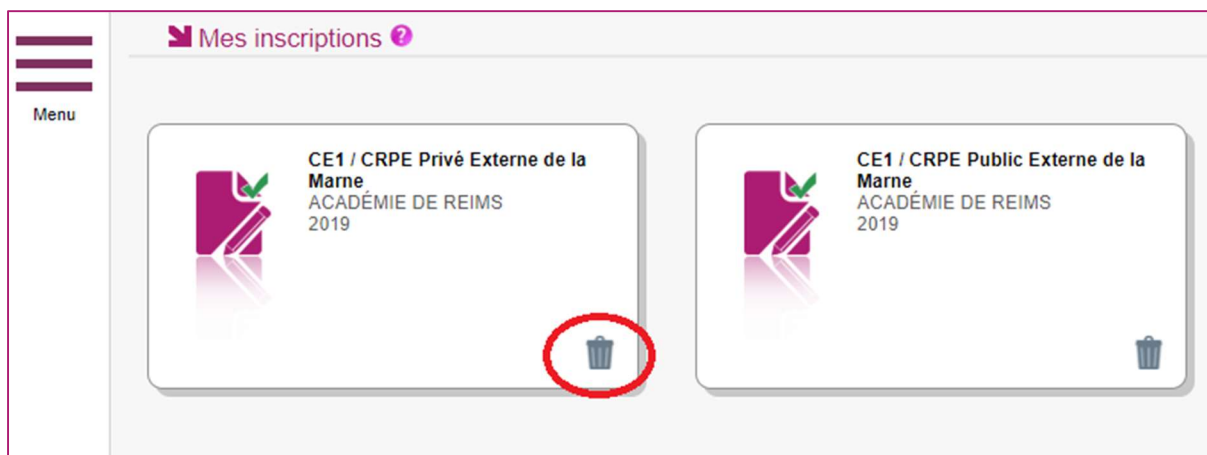 Mes inscriptions ?
Menu
CE1 / CRPE Privé Externe de la
Marne
ACADÉMIE DE REIMS
2019
CE1 / CRPE Public Externe de la
Marne
ACADÉMIE DE REIMS
2019